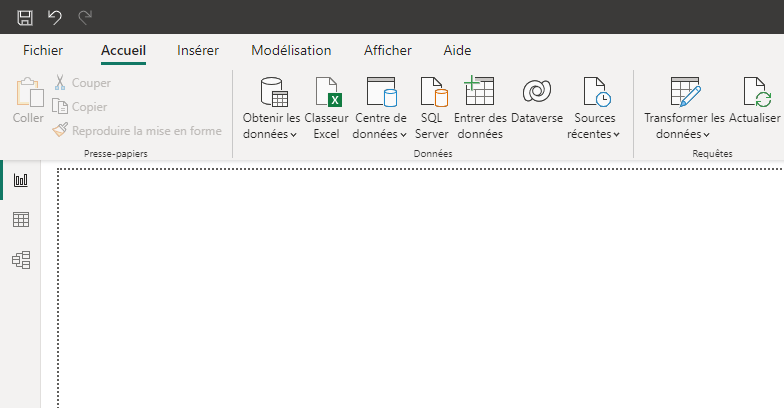 Fichier Accueil Insérer Modélisation Afficher Aide
Coller
Couper
Copier
Reproduire la mise en forme
Presse-papiers
Obtenir les
données
Classeur
Excel
Centre de
données
SQL
Server
Entrer des
données
Dataverse
Sources
récentes
Données
Transformer les
données
Actualiser
Requêtes